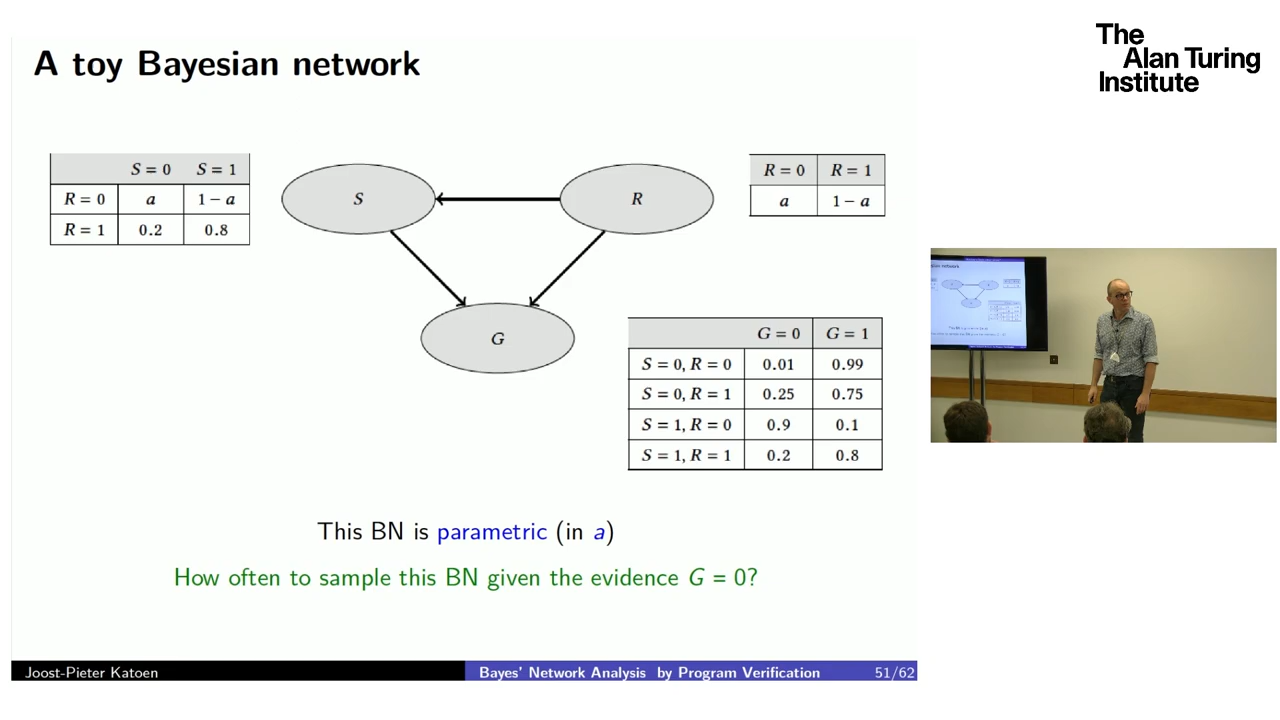 The
Alan Turing
Institute
A toy Bayesian network
S = 0 S = 1
R = 0 a 1 − a
R = 1 0.2 0.8
S
R
R = 0 R = 1
a 1 − a
G
G = 0 G = 1
S = 0, R = 0 0.01 0.99
S = 0, R = 1 0.25 0.75
S = 1, R = 0 0.9 0.1
S = 1, R = 1 0.2 0.8
This BN is parametric (in a)
How often to sample this BN given the evidence G = 0?
Joost-Pieter Katoen Bayes' Network Analysis by Program Verification 51/62